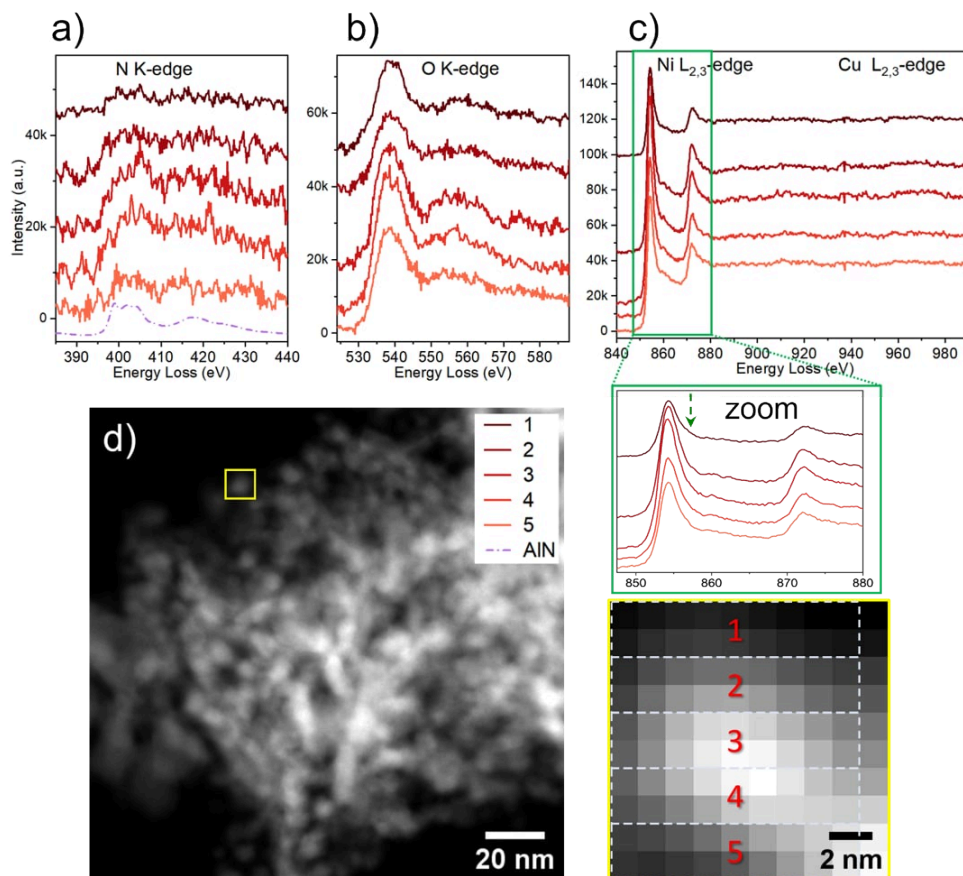 a)
N K-edge
40k
20k
0
Intensity (a.u.)
390 400 410 420 430 440
Energy Loss (eV)
b)
O K-edge
60k
40k
20k
0
530 540 550 560 570 580
Energy Loss (eV)
c)
Ni L2,3-edge
Cu L2,3-edge
140k
120k
100k
80k
60k
40k
20k
0
840 860 880 900 920 940 960 980
Energy Loss (eV)
zoom
850 860 870 880
d)
1
2
3
4
5
AlN
20 nm
1
2
3
4
5
2 nm